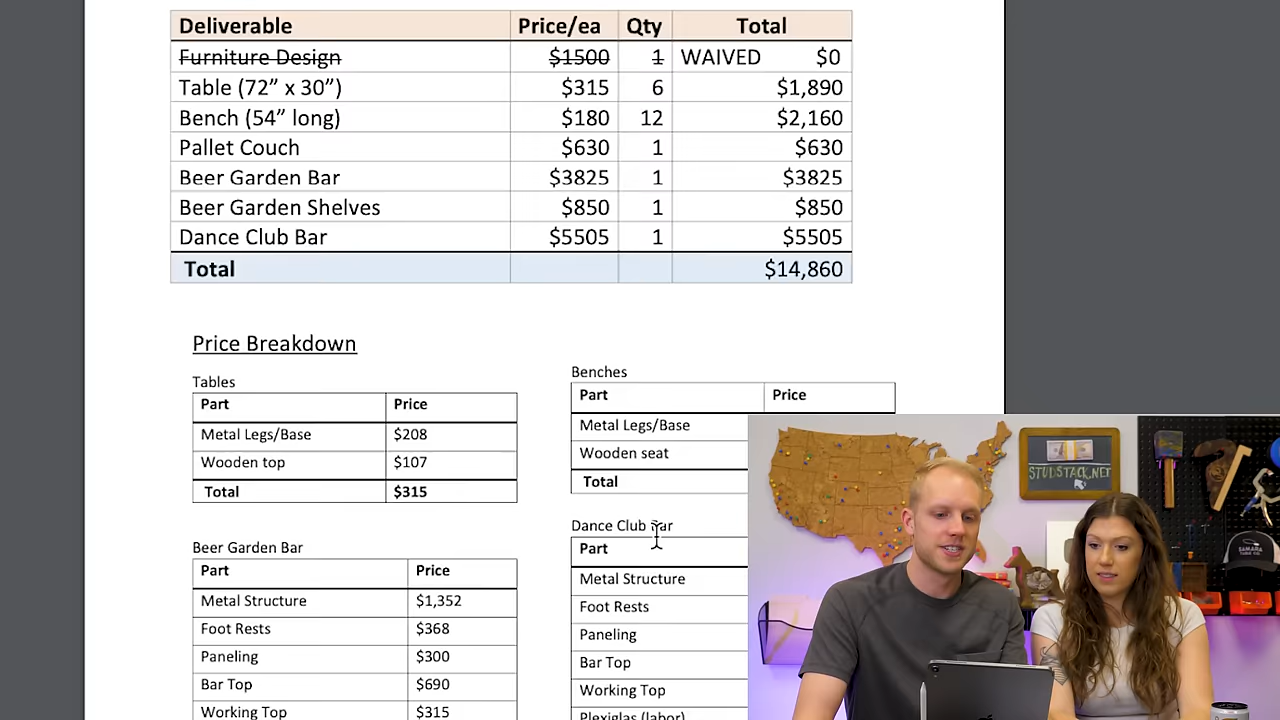 Deliverable Price/ea Qty Total
Furniture Design $1500 1 WAIVED $0
Table (72” x 30”) $315 6 $1,890
Bench (54” long) $180 12 $2,160
Pallet Couch $630 1 $630
Beer Garden Bar $3825 1 $3825
Beer Garden Shelves $850 1 $850
Dance Club Bar $5505 1 $5505
Total $14,860
Price Breakdown
Tables
Part Price
Metal Legs/Base $208
Wooden top $107
Total $315
Beer Garden Bar
Part Price
Metal Structure $1,352
Foot Rests $368
Paneling $300
Bar Top $690
Working Top $315
Benches
Part Price
Metal Legs/Base
Wooden seat
Total
Dance Club Bar
Part
Metal Structure
Foot Rests
Paneling
Bar Top
Working Top
Plexiglas (labor)
STUDSTACK.NET
SAMARA